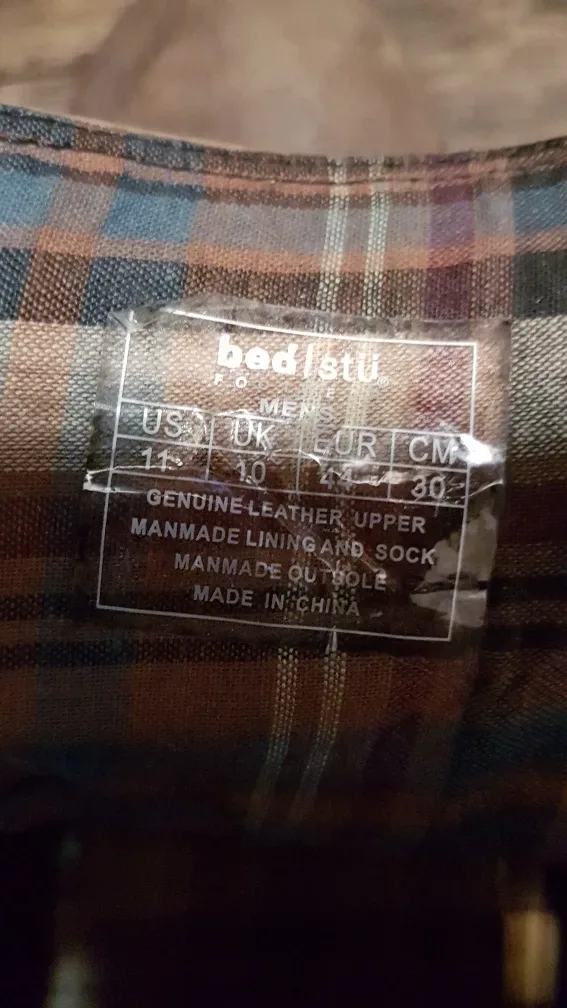 bed|stü®
MENS
US UK EUR CM
11 10 44 30
GENUINE LEATHER UPPER
MANMADE LINING AND SOCK
MANMADE OUTSOLE
MADE IN CHINA